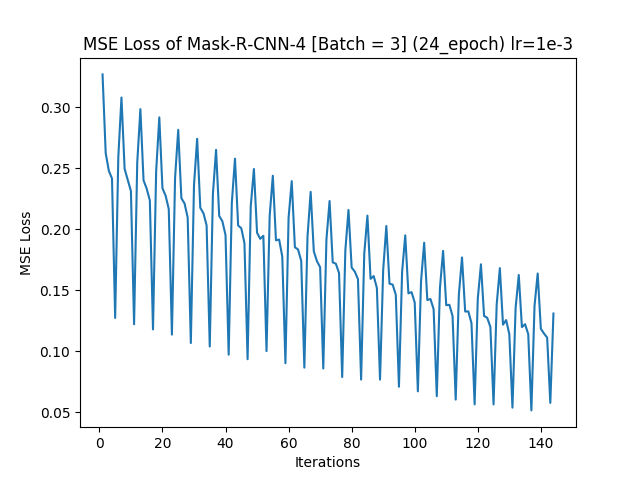 MSE Loss of Mask-R-CNN-4 [Batch = 3] (24_epoch) lr=1e-3
0.30
0.25
0.20
0.15
0.10
0.05
MSE Loss
0 20 40 60 80 100 120 140
Iterations